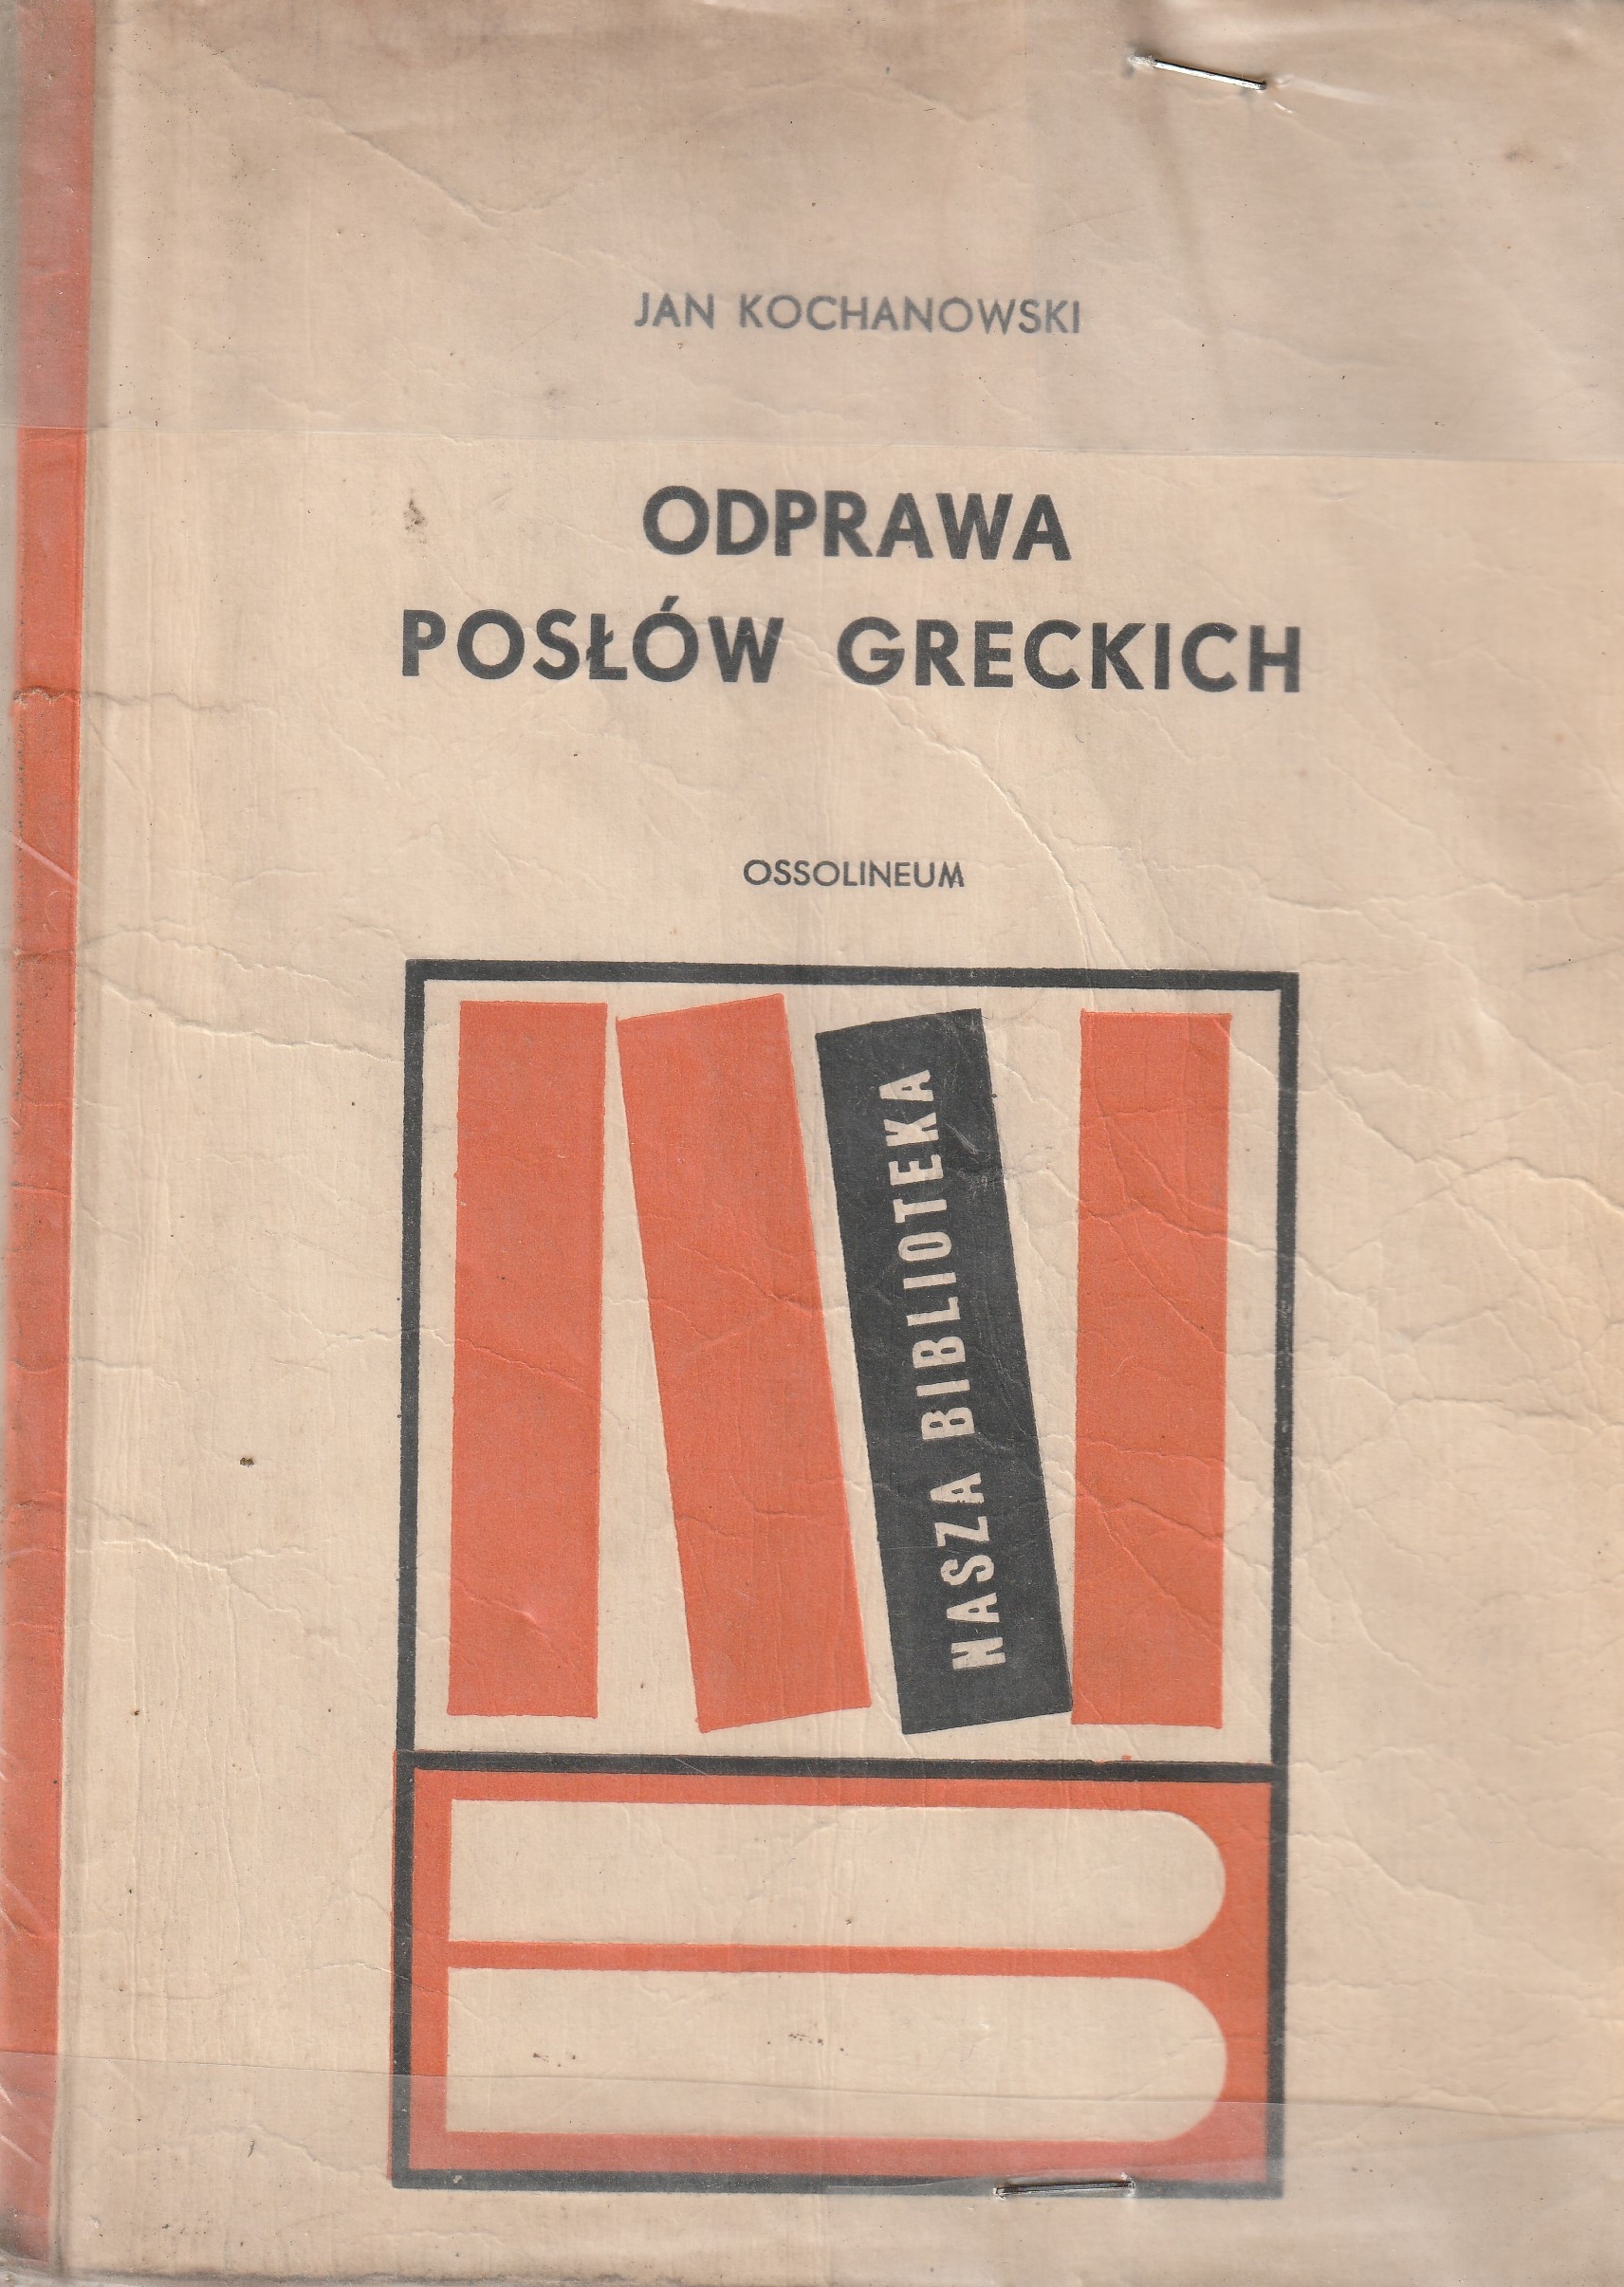 JAN KOCHANOWSKI
ODPRAWA
POSŁÓW GRECKICH
OSSOLINEUM
NASZA BIBLIOTEKA